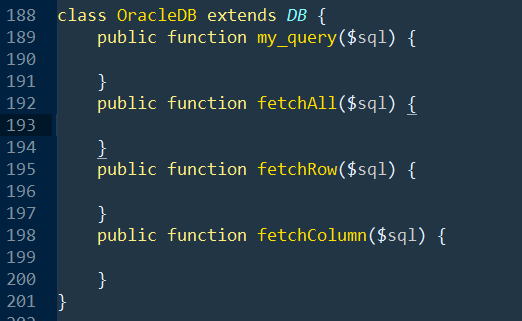 188 class OracleDB extends DB {
189     public function my_query($sql) {
190
191     }
192     public function fetchAll($sql) {
193
194     }
195     public function fetchRow($sql) {
196
197     }
198     public function fetchColumn($sql) {
199
200     }
201 }